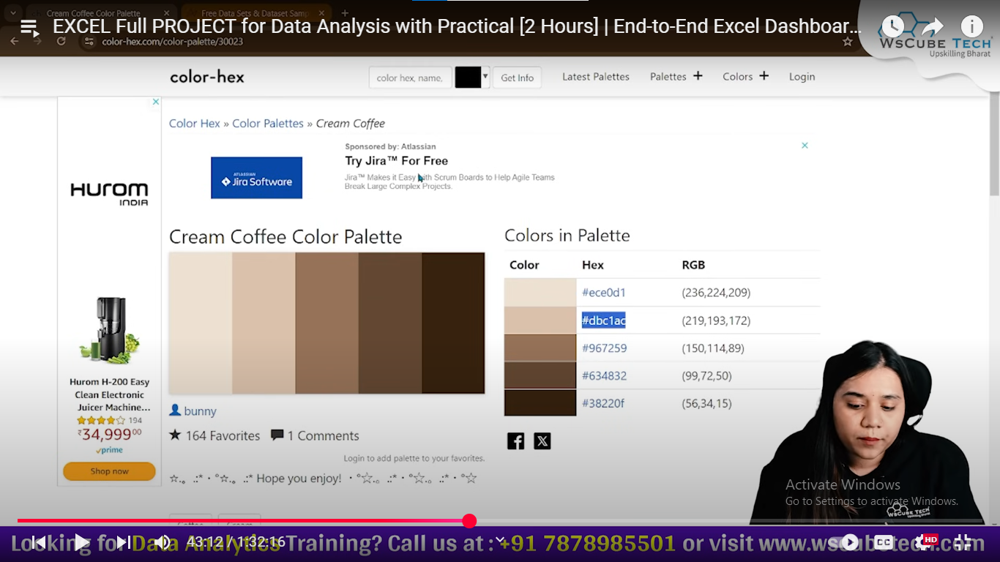 Cream Coffee Color Palette
Free Data Sets & Dataset Samp
EXCEL Full PROJECT for Data Analysis with Practical [2 Hours] | End-to-End Excel Dashboar...
color-hex.com/color-palette/30023
WSCUBE TECH
Upskilling Bharat
color-hex
color hex, name,
Get Info
Latest Palettes
Palettes +
Colors +
Login
Color Hex » Color Palettes » Cream Coffee
Sponsored by: Atlassian
Try Jira™ For Free
Jira™ Makes it Easy with Scrum Boards to Help Agile Teams
Break Large Complex Projects.
ATLASSIAN
Jira Software
HUROM
INDIA
Hurom H-200 Easy
Clean Electronic
Juicer Machine...
194
₹34,999⁰⁰
prime
Shop now
Cream Coffee Color Palette
bunny
★ 164 Favorites 1 Comments
Login to add palette to your favorites.
☆.。.:*・°☆.。.:* Hope you enjoy! ・°☆.。.:*・°☆.。.:*・°☆
Coffee Cream
Colors in Palette
Color Hex RGB
#ece0d1 (236,224,209)
#dbc1ac (219,193,172)
#967259 (150,114,89)
#634832 (99,72,50)
#38220f (56,34,15)
Activate Windows
Go to Settings to activate Windows.
WSCUBE TECH
Looking for Data Analytics Training? Call us at : +91 7878985501 or visit www.wscubetech.com
43:12 / 1:32:16
CC
HD